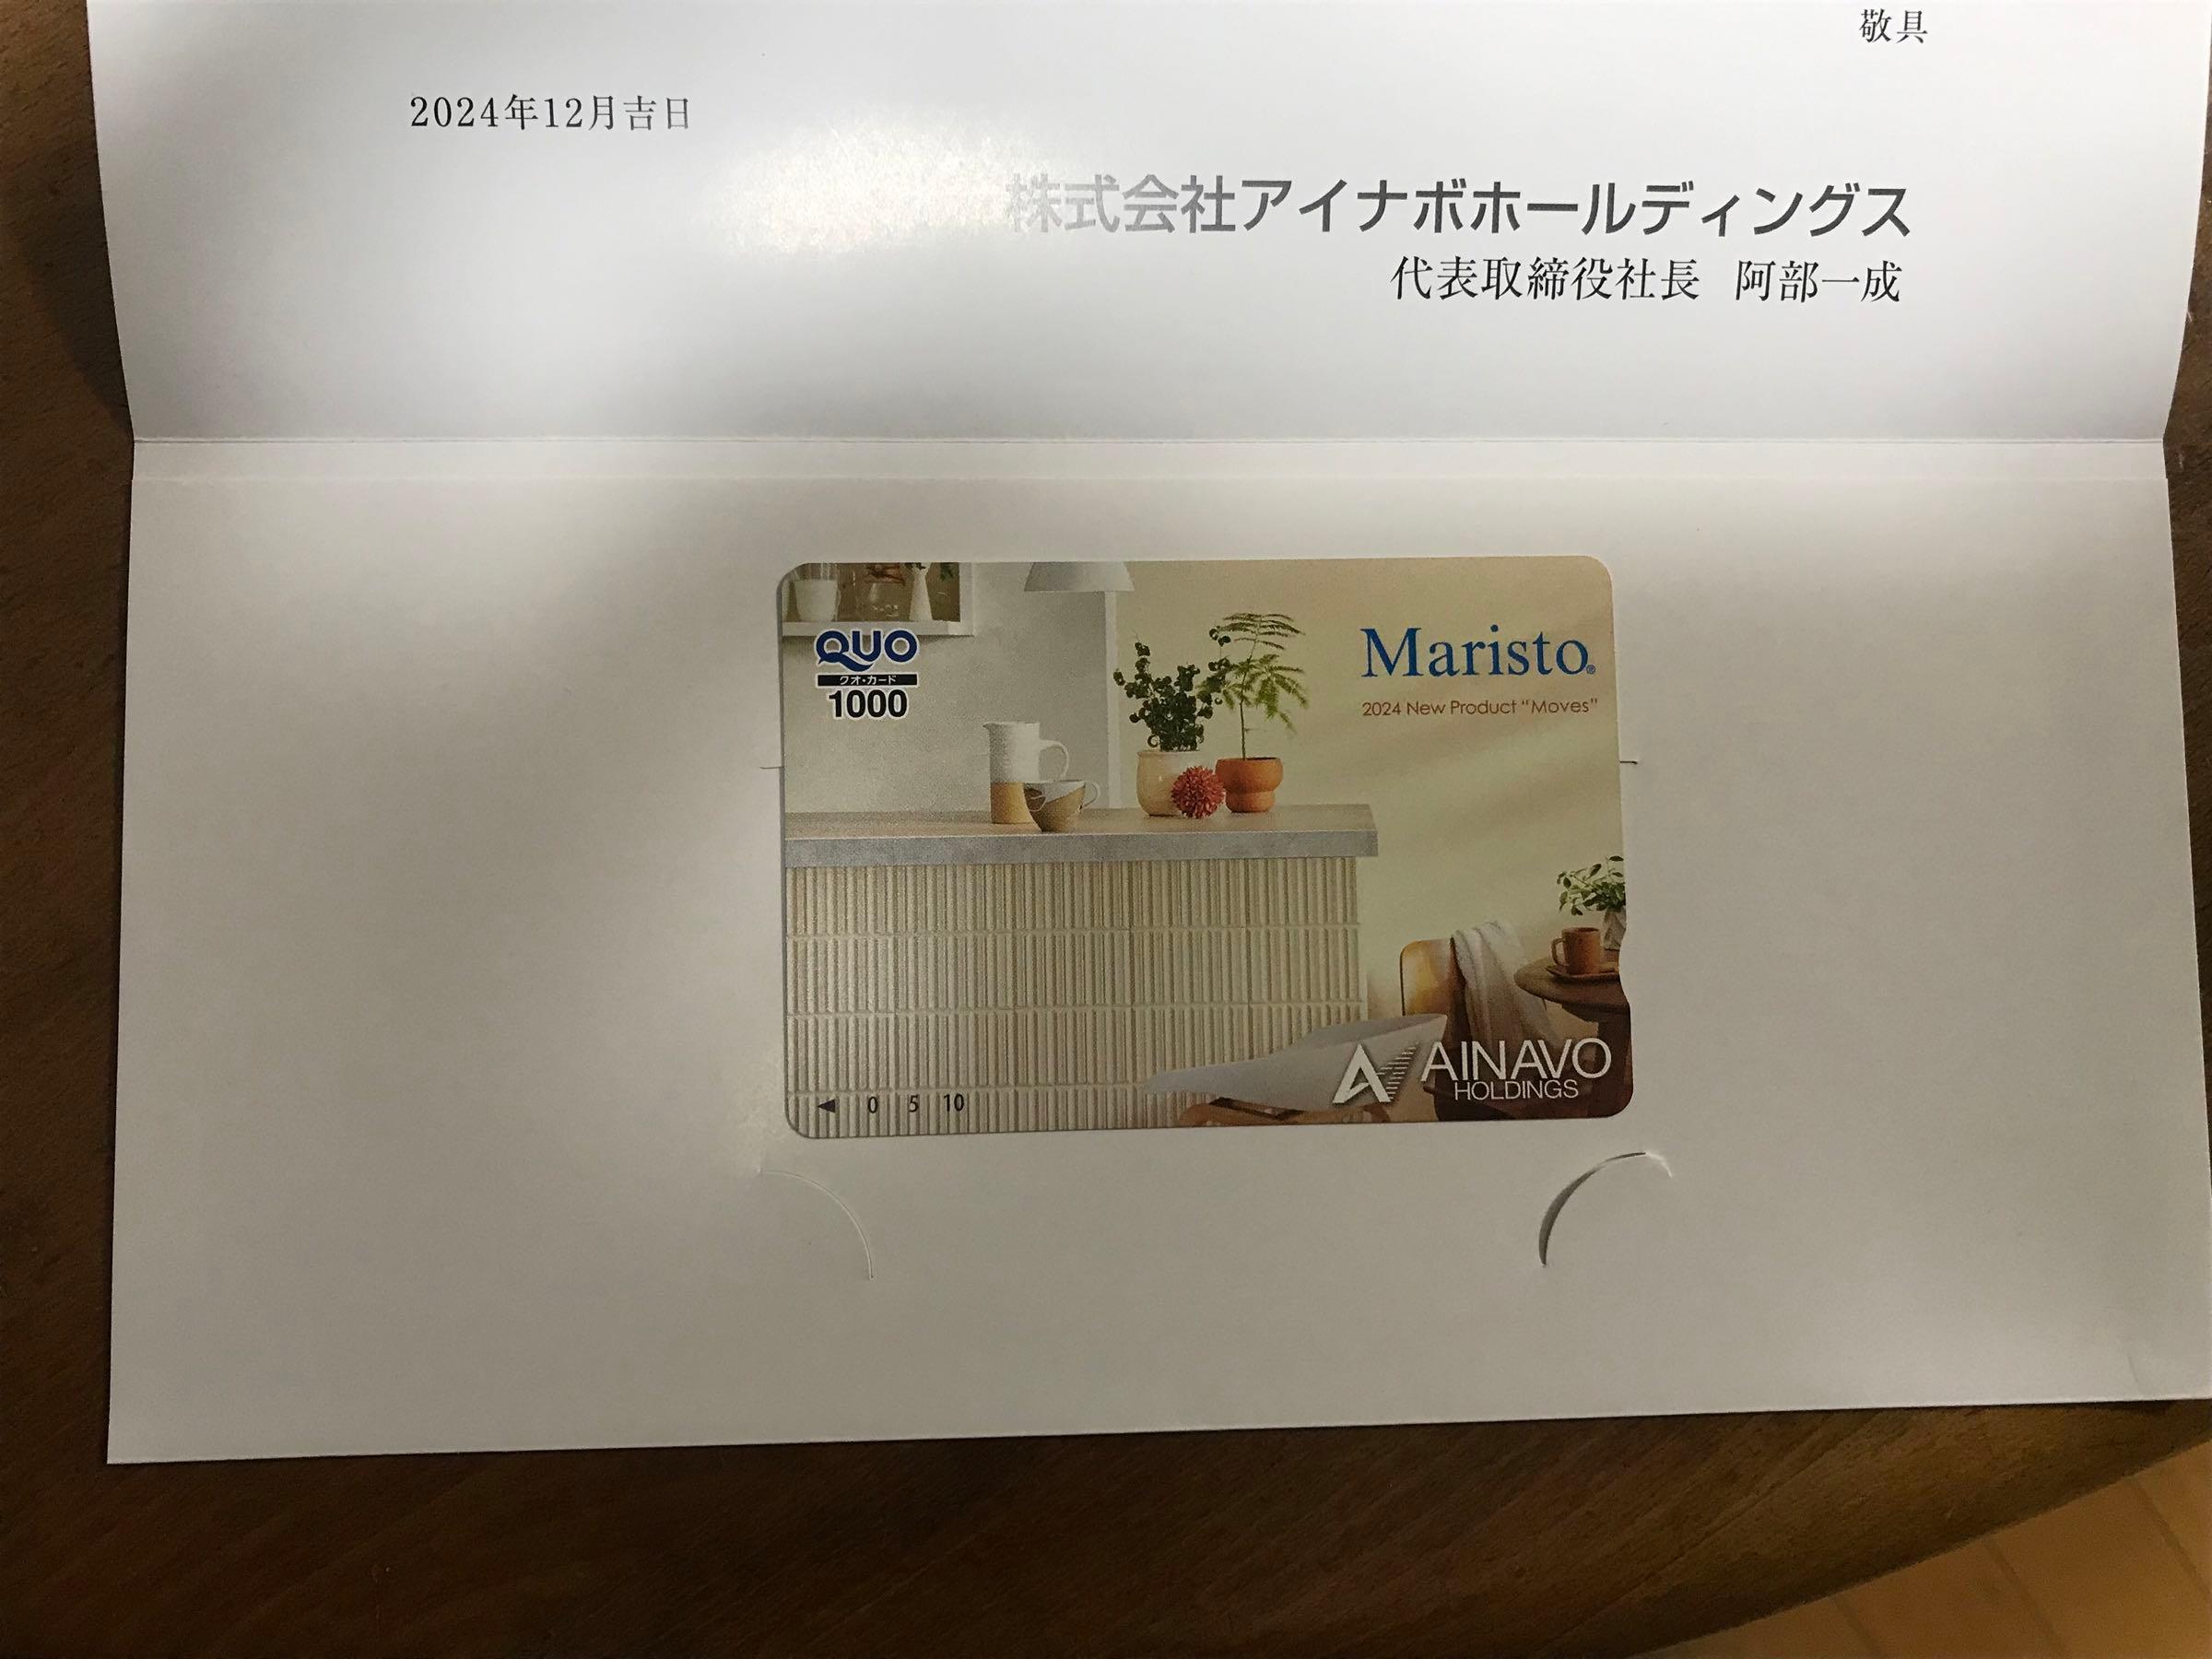 敬具
2024年12月吉日
株式会社アイナボホールディングス
代表取締役社長 阿部一成
QUO
クオ・カード
1000
Maristo®
2024 New Product “Moves”
AINAVO
HOLDINGS
◀ 0 5 10